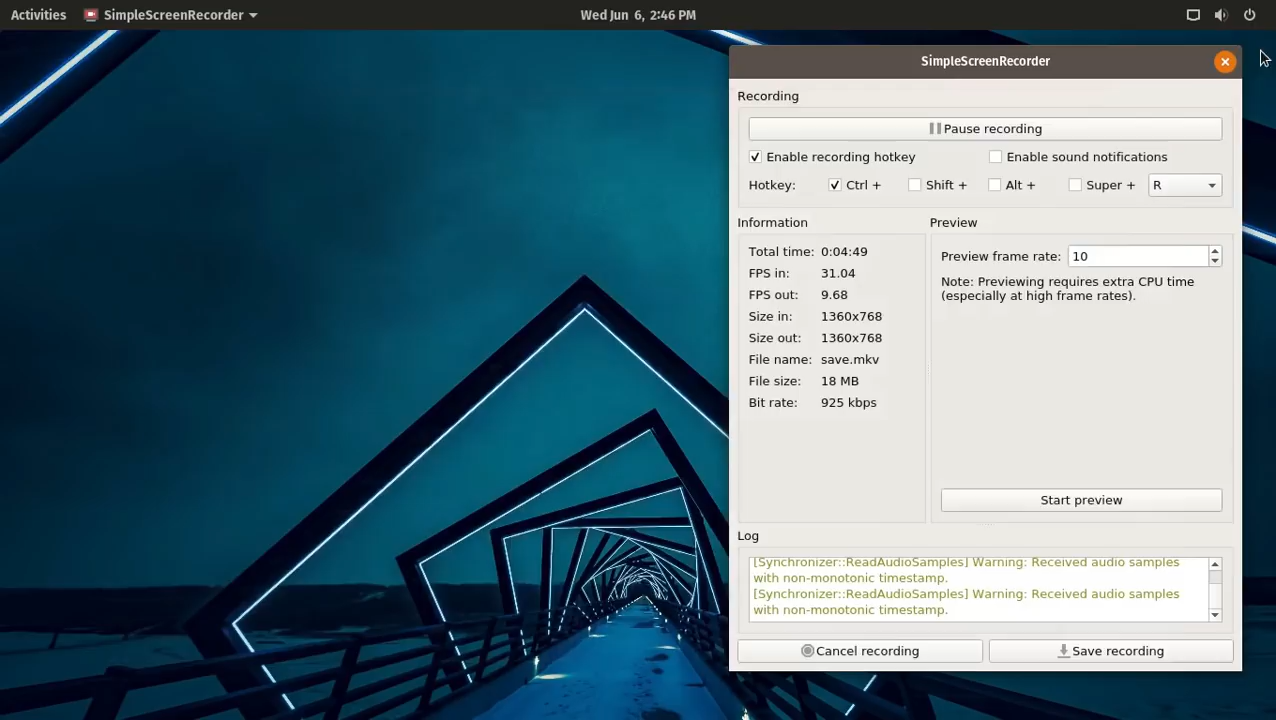 Activities SimpleScreenRecorder Wed Jun 6, 2:46 PM
SimpleScreenRecorder
Recording
Pause recording
Enable recording hotkey Enable sound notifications
Hotkey: Ctrl + Shift + Alt + Super + R
Information
Total time: 0:04:49
FPS in: 31.04
FPS out: 9.68
Size in: 1360x768
Size out: 1360x768
File name: save.mkv
File size: 18 MB
Bit rate: 925 kbps
Preview
Preview frame rate: 10
Note: Previewing requires extra CPU time
(especially at high frame rates).
Start preview
Log
[Synchronizer::ReadAudioSamples] Warning: Received audio samples
with non-monotonic timestamp.
[Synchronizer::ReadAudioSamples] Warning: Received audio samples
with non-monotonic timestamp.
Cancel recording Save recording